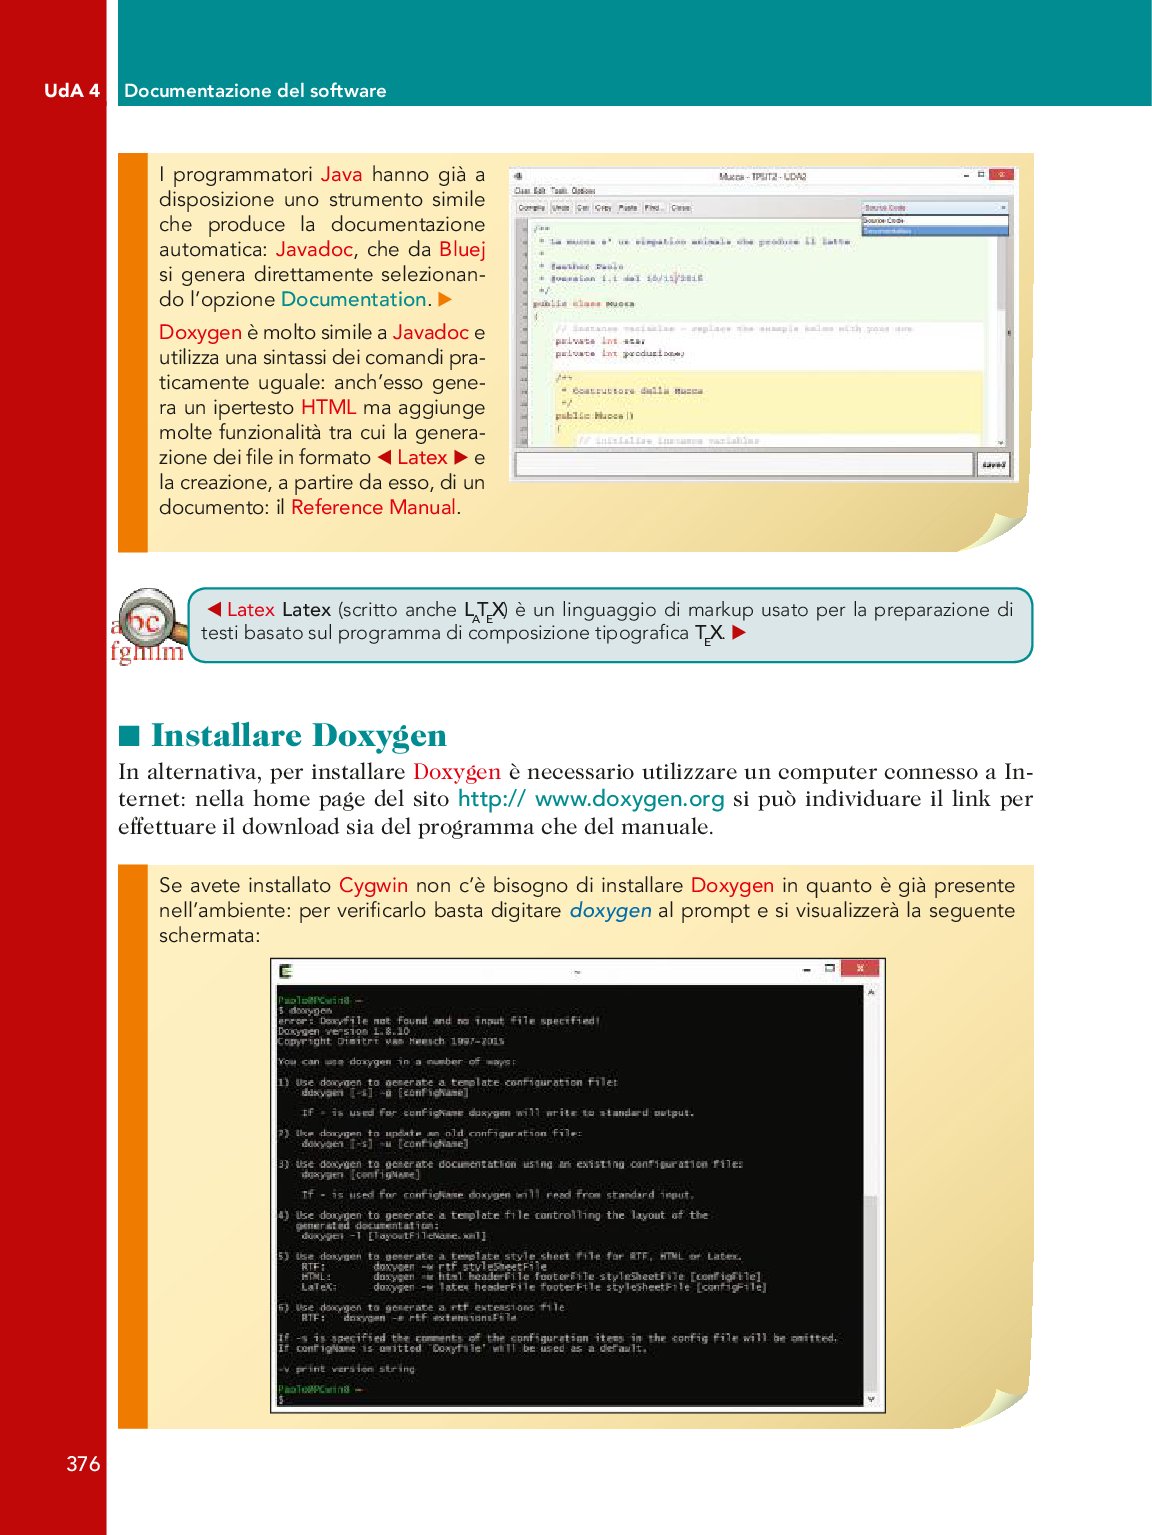 UdA 4 Documentazione del software
I programmatori Java hanno già a
disposizione uno strumento simile
che produce la documentazione
automatica: Javadoc, che da Bluej
si genera direttamente selezionan-
do l'opzione Documentation. ▶
Doxygen è molto simile a Javadoc e
utilizza una sintassi dei comandi pra-
ticamente uguale: anch'esso gene-
ra un ipertesto HTML ma aggiunge
molte funzionalità tra cui la genera-
zione dei file in formato ◀ Latex ▶ e
la creazione, a partire da esso, di un
documento: il Reference Manual.
Mucca - TPSIT2 - UDA2
Class Edit Tools Options
Compile Undo Cut Copy Paste Find... Close Source Code
Source Code
Documentation
/**
* La mucca e' un simpatico animale che produce il latte
*
* @author Paolo
* @version 1.1 del 10/11/2015
*/
public class Mucca
{
// instance variables - replace the example below with your own
private int eta;
private int produzione;
/**
* Costruttore della Mucca
*/
public Mucca()
{
// initialise instance variables
saved
abc
fghilm
◀ Latex Latex (scritto anche LATEX) è un linguaggio di markup usato per la preparazione di
testi basato sul programma di composizione tipografica TEX. ▶
■ Installare Doxygen
In alternativa, per installare Doxygen è necessario utilizzare un computer connesso a In-
ternet: nella home page del sito http:// www.doxygen.org si può individuare il link per
effettuare il download sia del programma che del manuale.
Se avete installato Cygwin non c'è bisogno di installare Doxygen in quanto è già presente
nell'ambiente: per verificarlo basta digitare doxygen al prompt e si visualizzerà la seguente
schermata:
~
Paolo@PCwin8 ~
$ doxygen
error: Doxyfile not found and no input file specified!
Doxygen version 1.8.10
Copyright Dimitri van Heesch 1997-2015
You can use doxygen in a number of ways:
1) Use doxygen to generate a template configuration file:
doxygen [-s] -g [configName]
If - is used for configName doxygen will write to standard output.
2) Use doxygen to update an old configuration file:
doxygen [-s] -u [configName]
3) Use doxygen to generate documentation using an existing configuration file:
doxygen [configName]
If - is used for configName doxygen will read from standard input.
4) Use doxygen to generate a template file controlling the layout of the
generated documentation:
doxygen -l [layoutFileName.xml]
5) Use doxygen to generate a template style sheet file for RTF, HTML or Latex.
RTF: doxygen -w rtf styleSheetFile
HTML: doxygen -w html headerFile footerFile styleSheetFile [configFile]
LaTeX: doxygen -w latex headerFile footerFile styleSheetFile [configFile]
6) Use doxygen to generate a rtf extensions file
RTF: doxygen -e rtf extensionsFile
If -s is specified the comments of the configuration items in the config file will be omitted.
If configName is omitted `Doxyfile' will be used as a default.
-v print version string
Paolo@PCwin8 ~
$
376